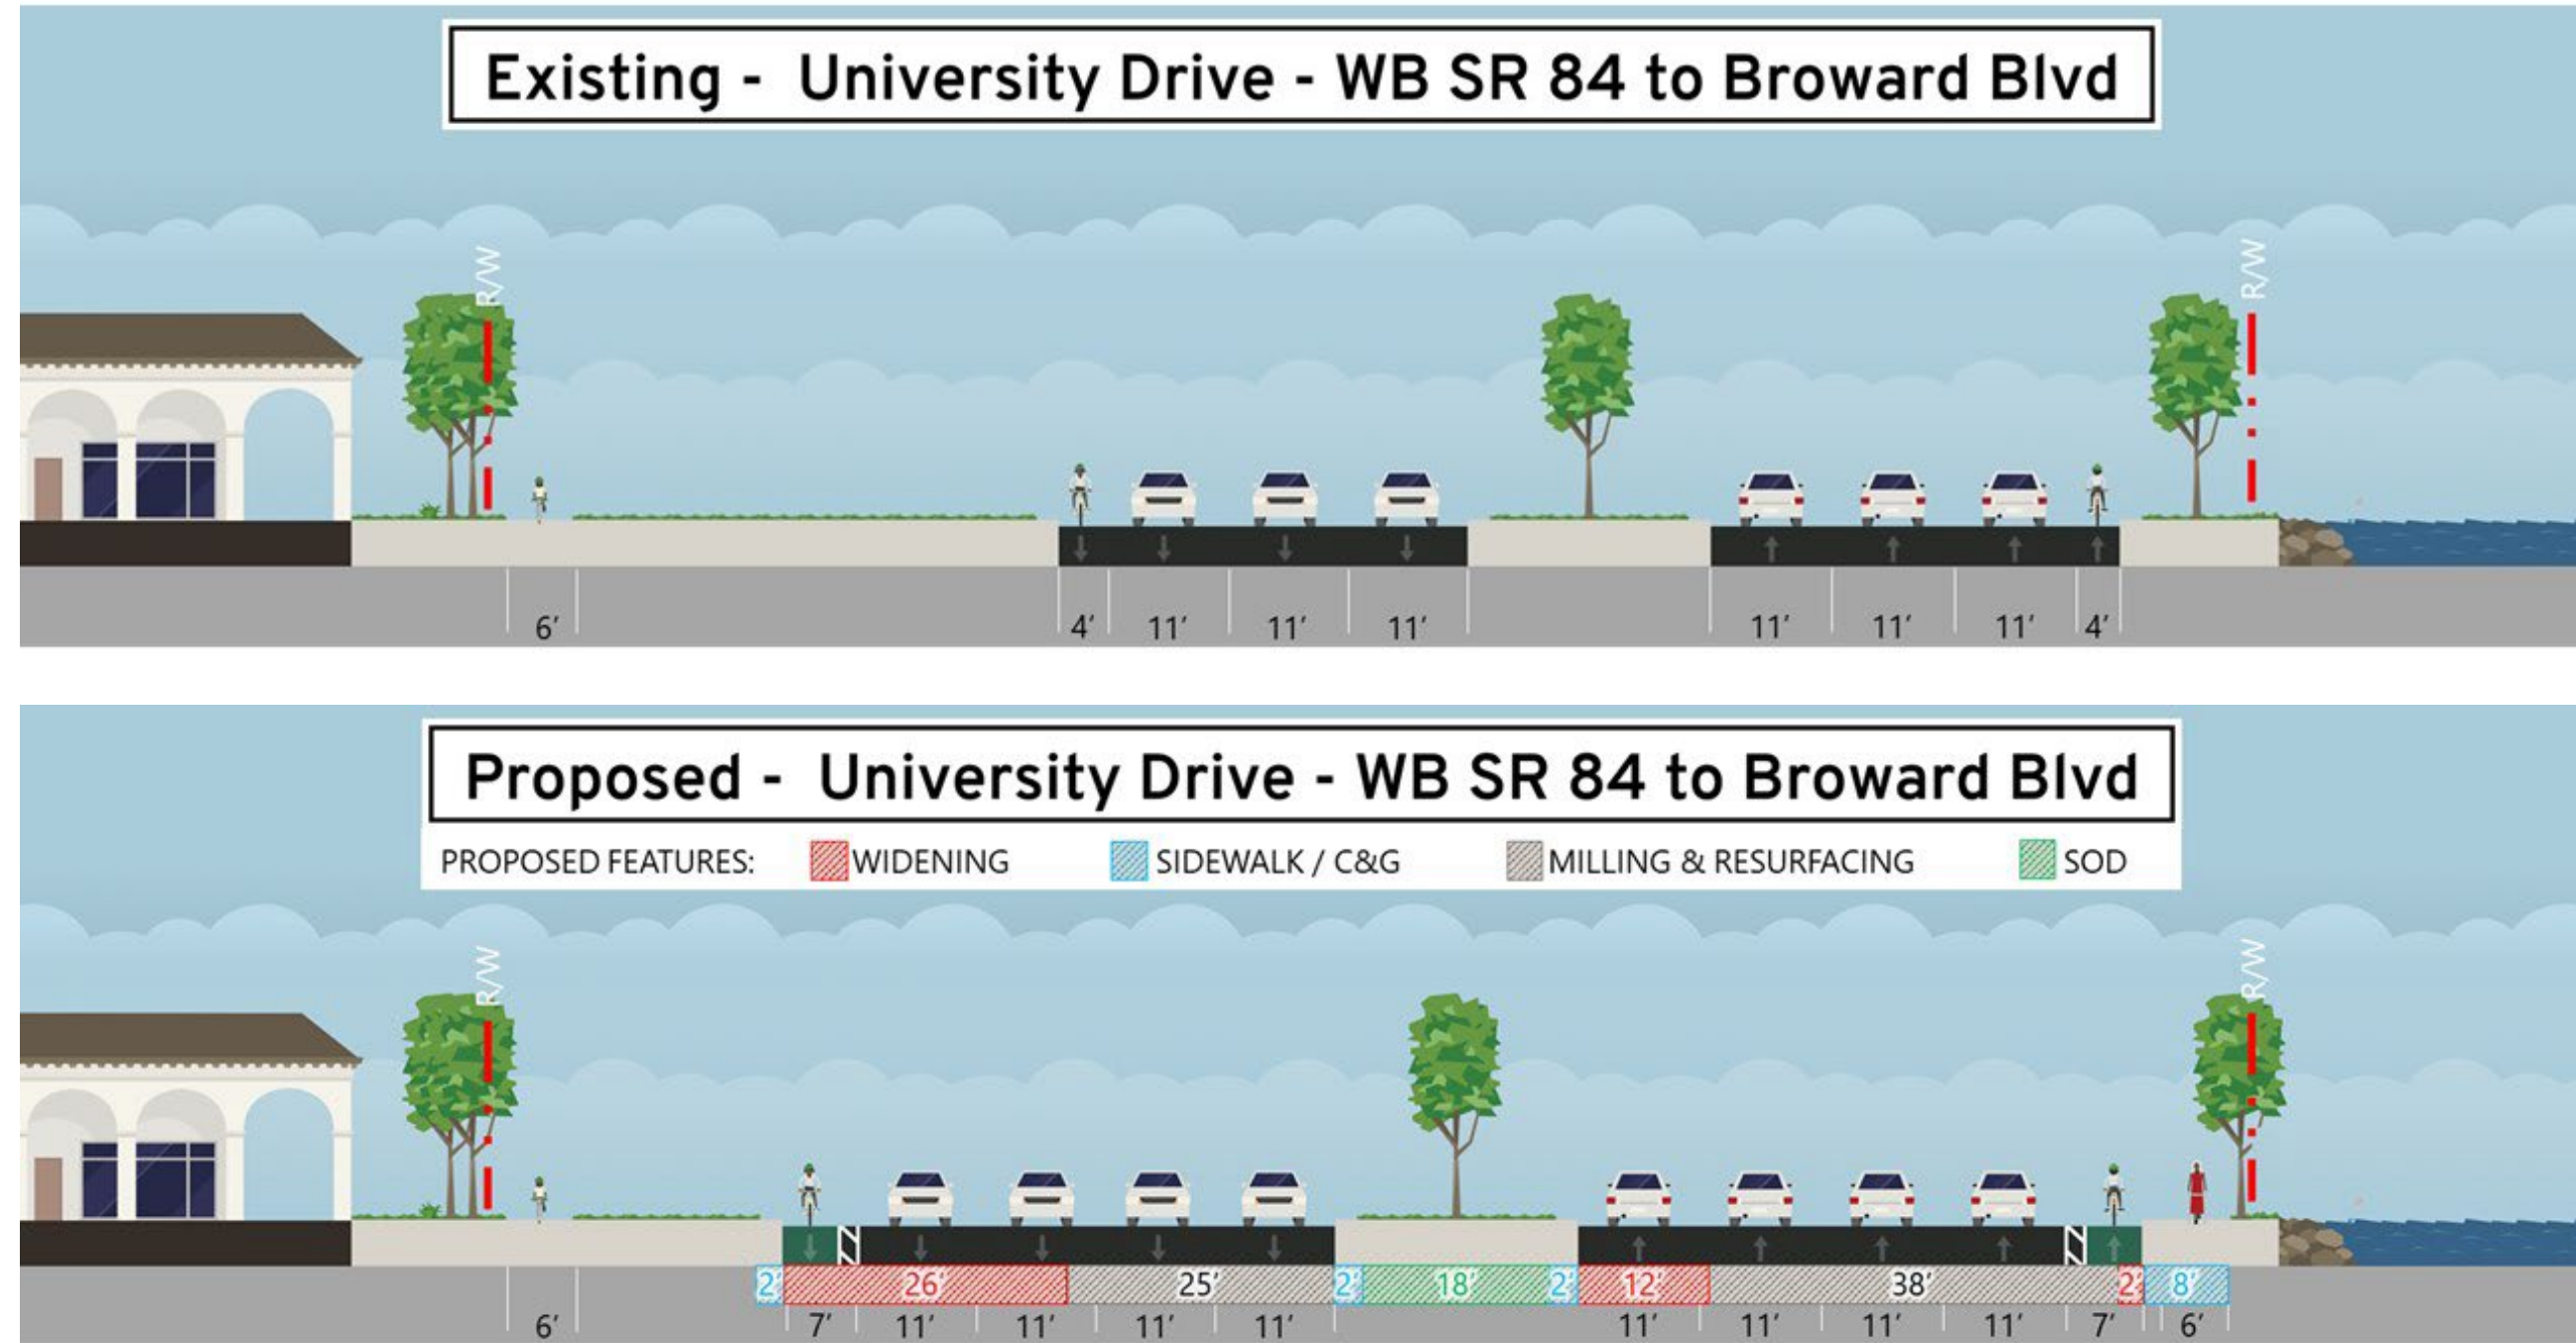 Existing - University Drive - WB SR 84 to Broward Blvd
R/W
R/W
6' 4' 11' 11' 11' 11' 11' 11' 4'
Proposed - University Drive - WB SR 84 to Broward Blvd
PROPOSED FEATURES: WIDENING SIDEWALK / C&G MILLING & RESURFACING SOD
R/W
R/W
2' 26' 25' 2' 18' 2' 12' 38' 2' 8'
6' 7' 11' 11' 11' 11' 11' 11' 11' 11' 7' 6'